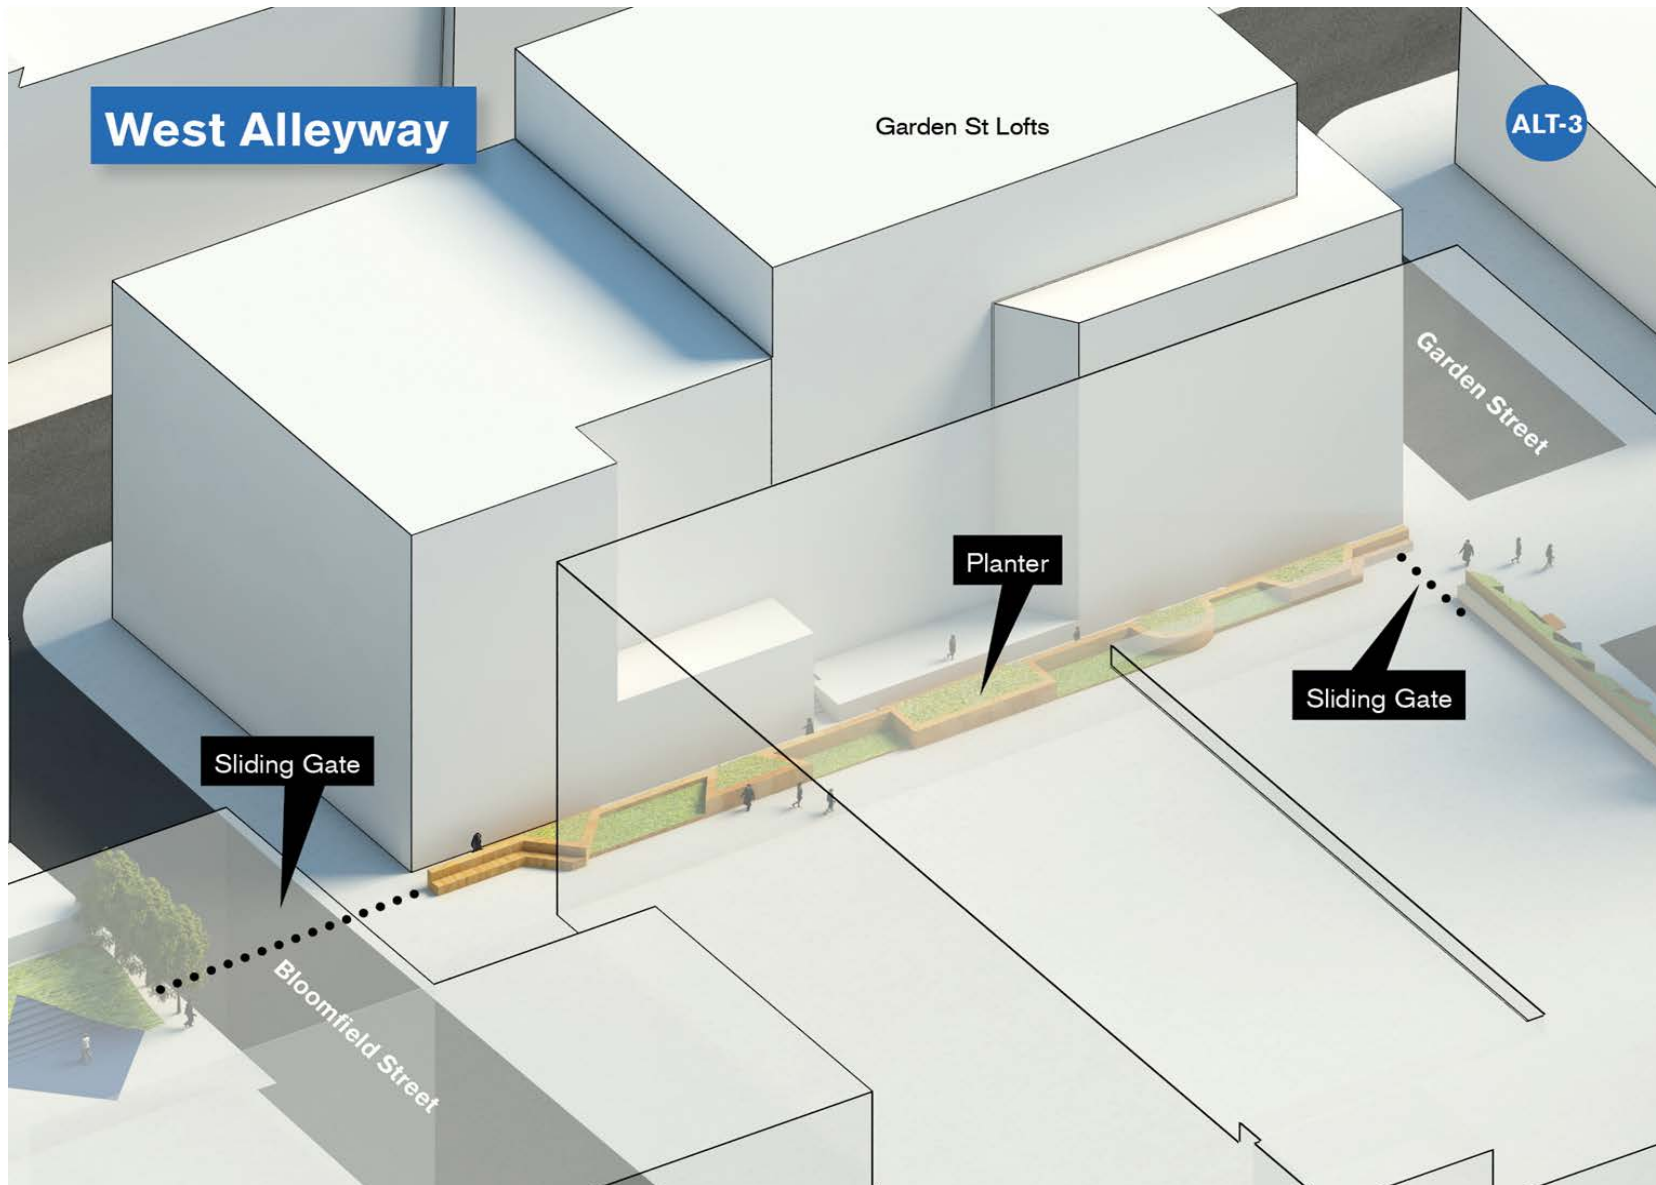 West Alleyway
Garden St Lofts
ALT-3
Garden Street
Planter
Sliding Gate
Sliding Gate
Bloomfield Street